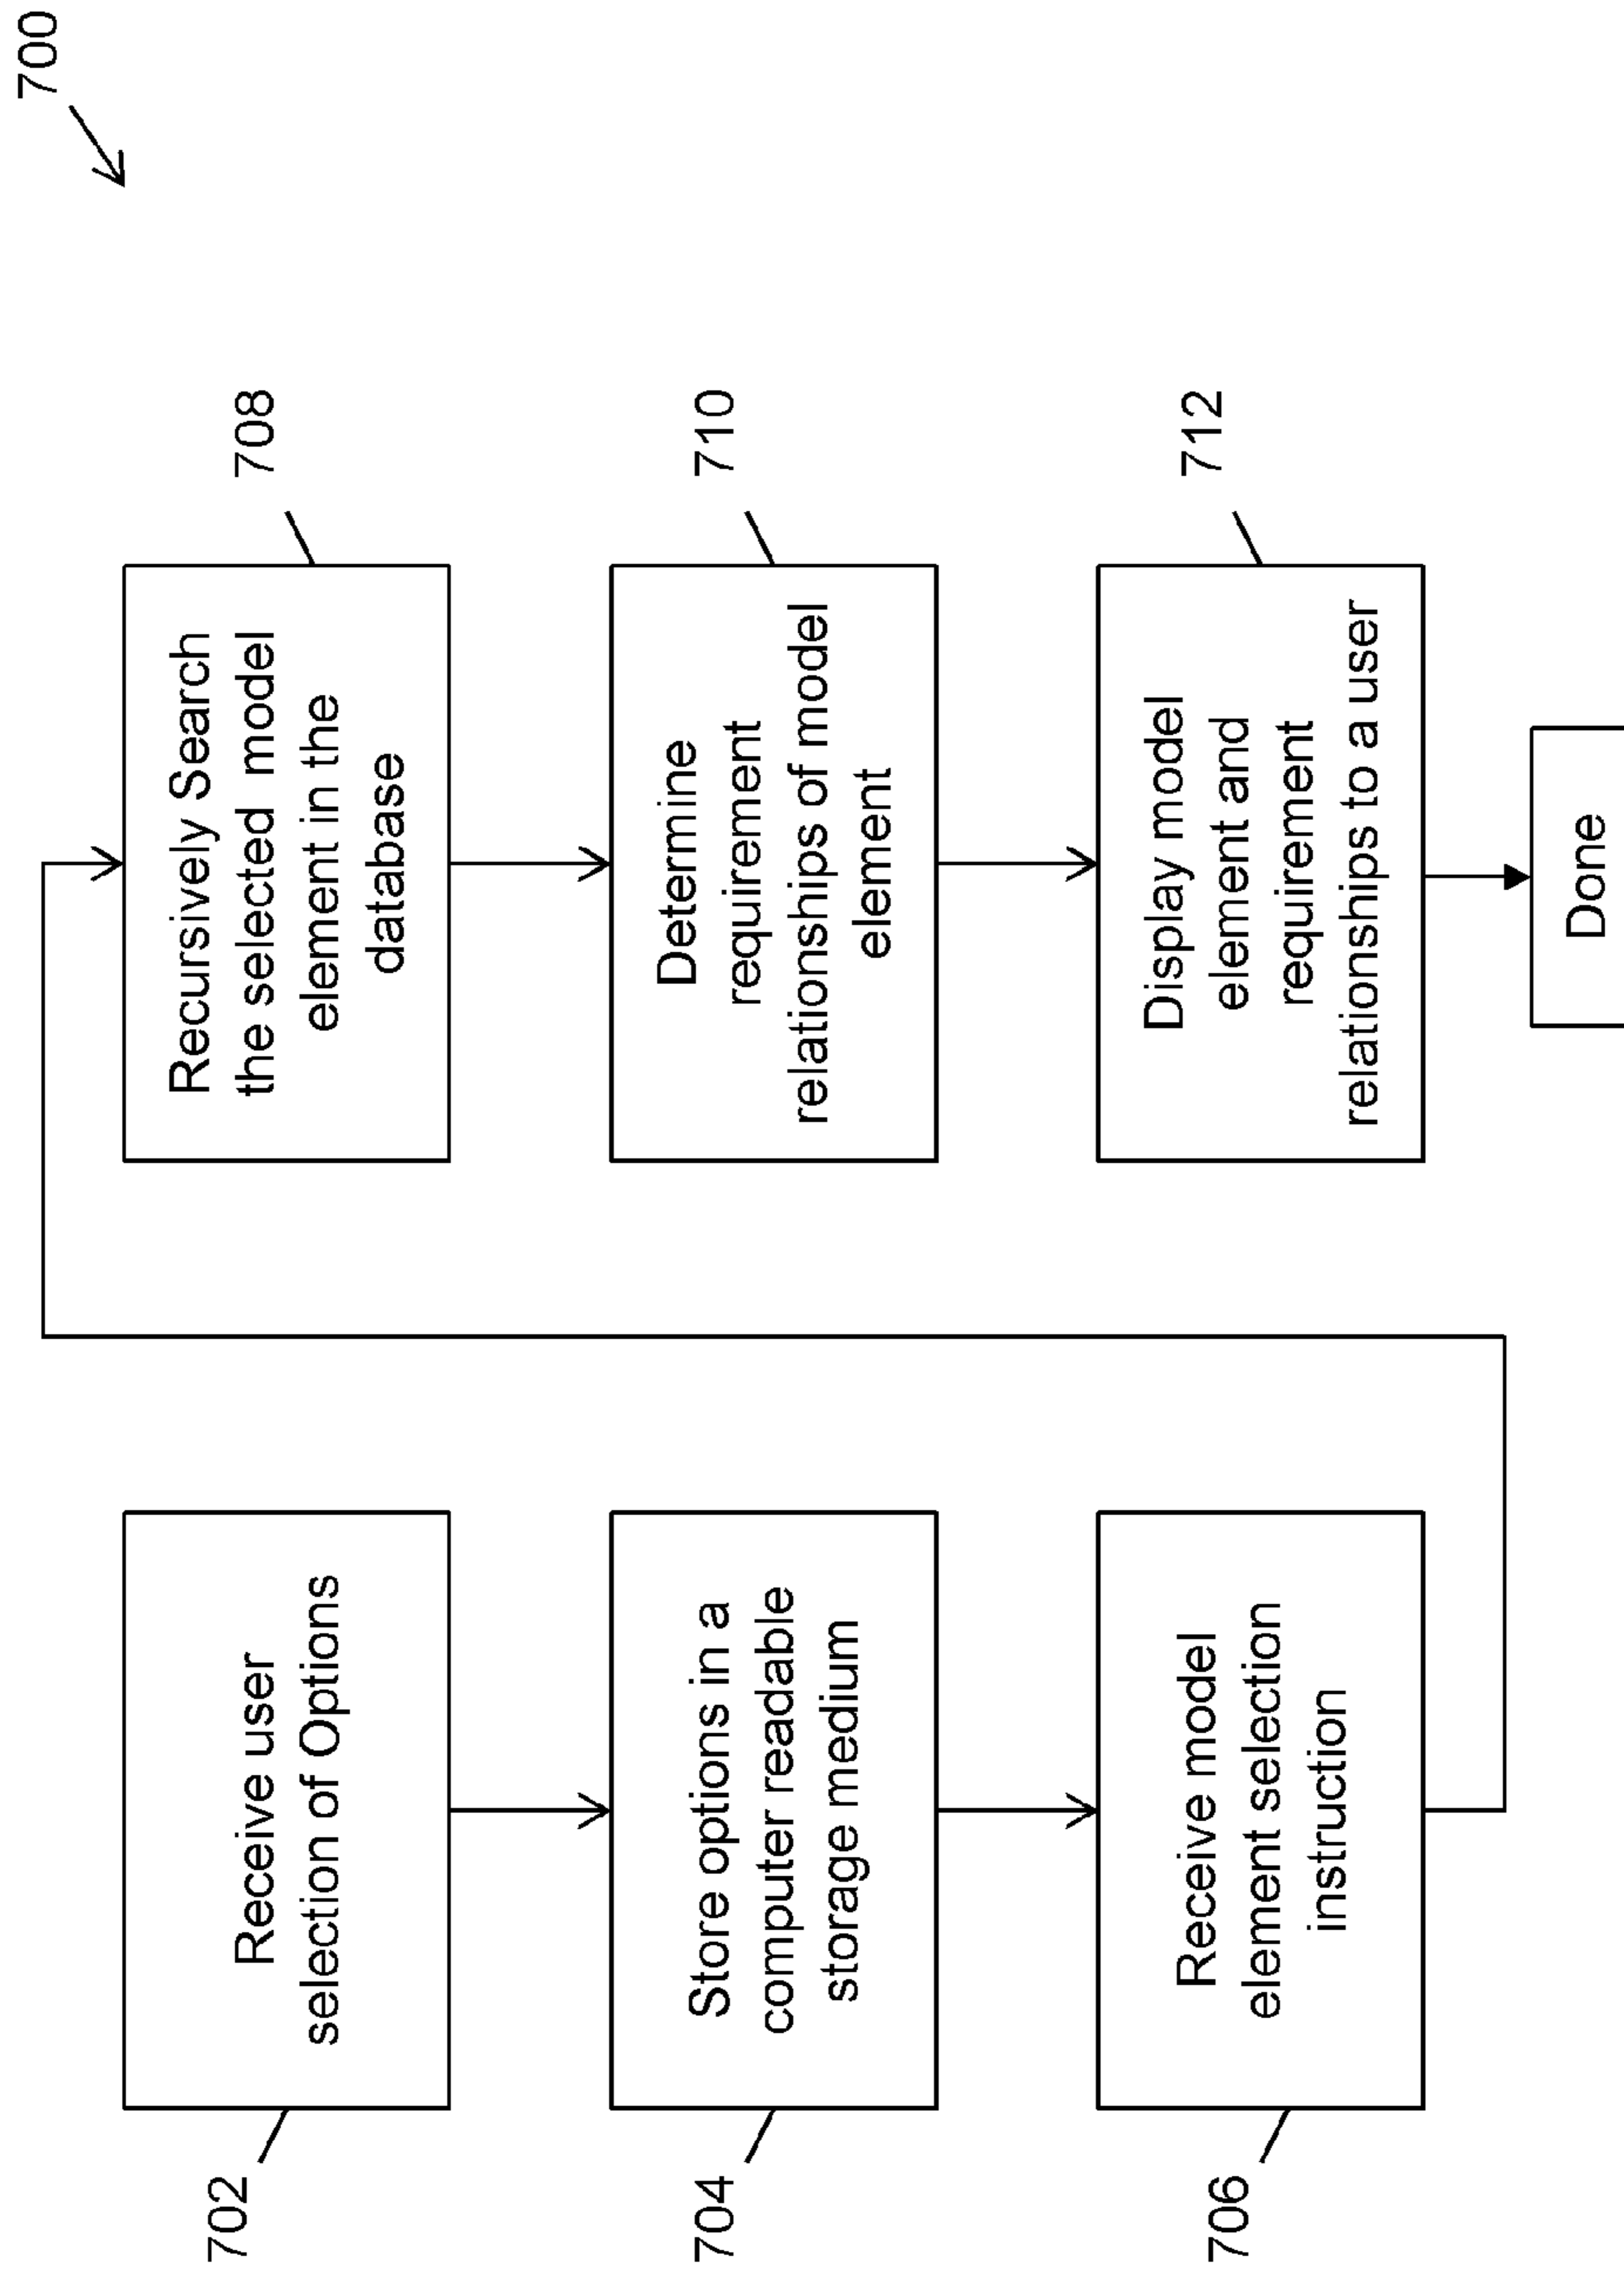 700
702
Receive user
selection of Options
704
Store options in a
computer readable
storage medium
706
Receive model
element selection
instruction
708
Recursively Search
the selected model
element in the
database
710
Determine
requirement
relationships of model
element
712
Display model
element and
requirement
relationships to a user
Done